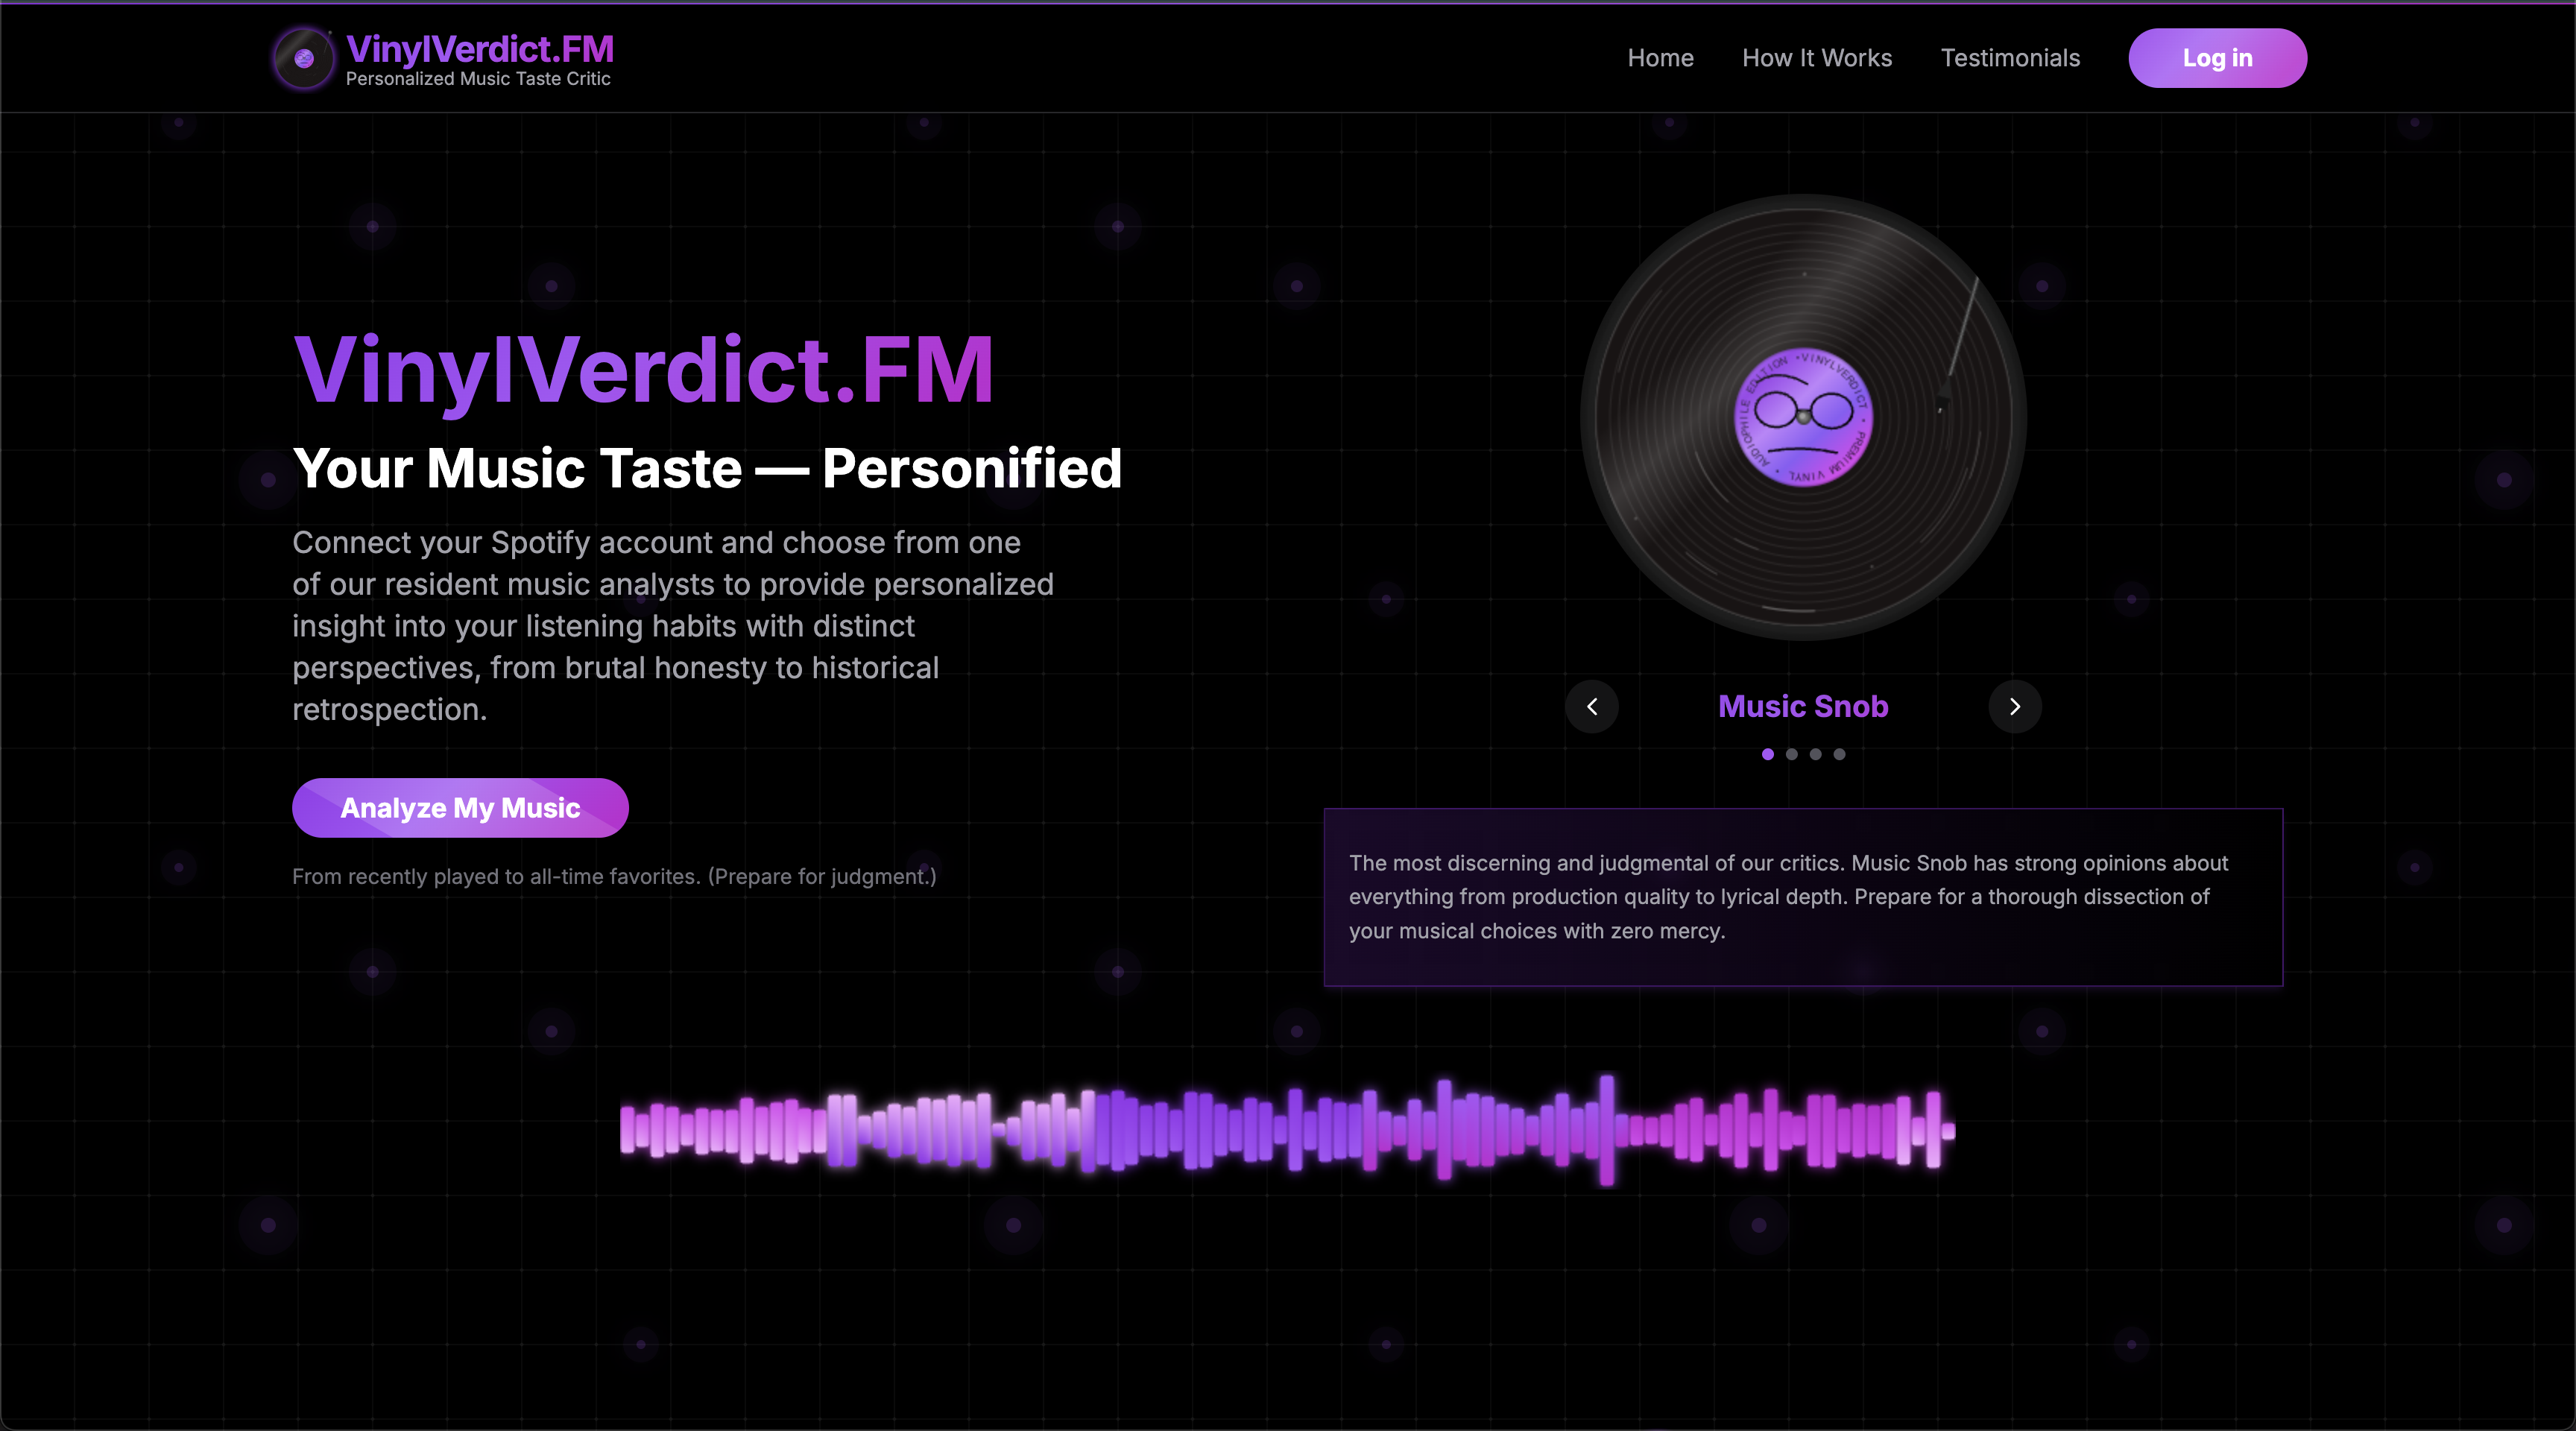 VinylVerdict.FM
Personalized Music Taste Critic
Home
How It Works
Testimonials
Log in
VinylVerdict.FM
Your Music Taste — Personified
Connect your Spotify account and choose from one
of our resident music analysts to provide personalized
insight into your listening habits with distinct
perspectives, from brutal honesty to historical
retrospection.
Analyze My Music
From recently played to all-time favorites. (Prepare for judgment.)
VINYLVERDICT • PREMIUM VINYL • AUDIOPHILE EDITION •
Music Snob
The most discerning and judgmental of our critics. Music Snob has strong opinions about
everything from production quality to lyrical depth. Prepare for a thorough dissection of
your musical choices with zero mercy.